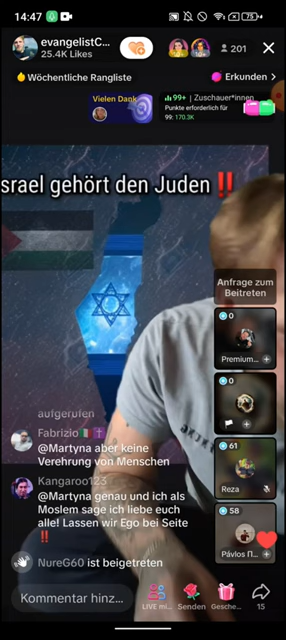 14:47
75
evangelistC...
25.4K Likes
201
Wöchentliche Rangliste
Erkunden >
Vielen Dank
99+ | Zuschauer*innen
Punkte erforderlich für
99: 170.3K
srael gehört den Juden‼️
Anfrage zum
Beitreten
0
Premium...
0
61
Reza
58
Pávlos Π...
aufgerufen
Fabrizio🇮🇹✝️
@Martyna aber keine
Verehrung von Menschen
Kangaroo123
@Martyna genau und ich als
Moslem sage ich liebe euch
alle! Lassen wir Ego bei Seite
‼️
NureG60 ist beigetreten
Kommentar hinz...
LIVE mi...
Senden
Gesche...
15